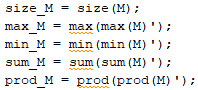 size_M = size(M);
max_M = max(max(M)');
min_M = min(min(M)');
sum_M = sum(sum(M)');
prod_M = prod(prod(M)');